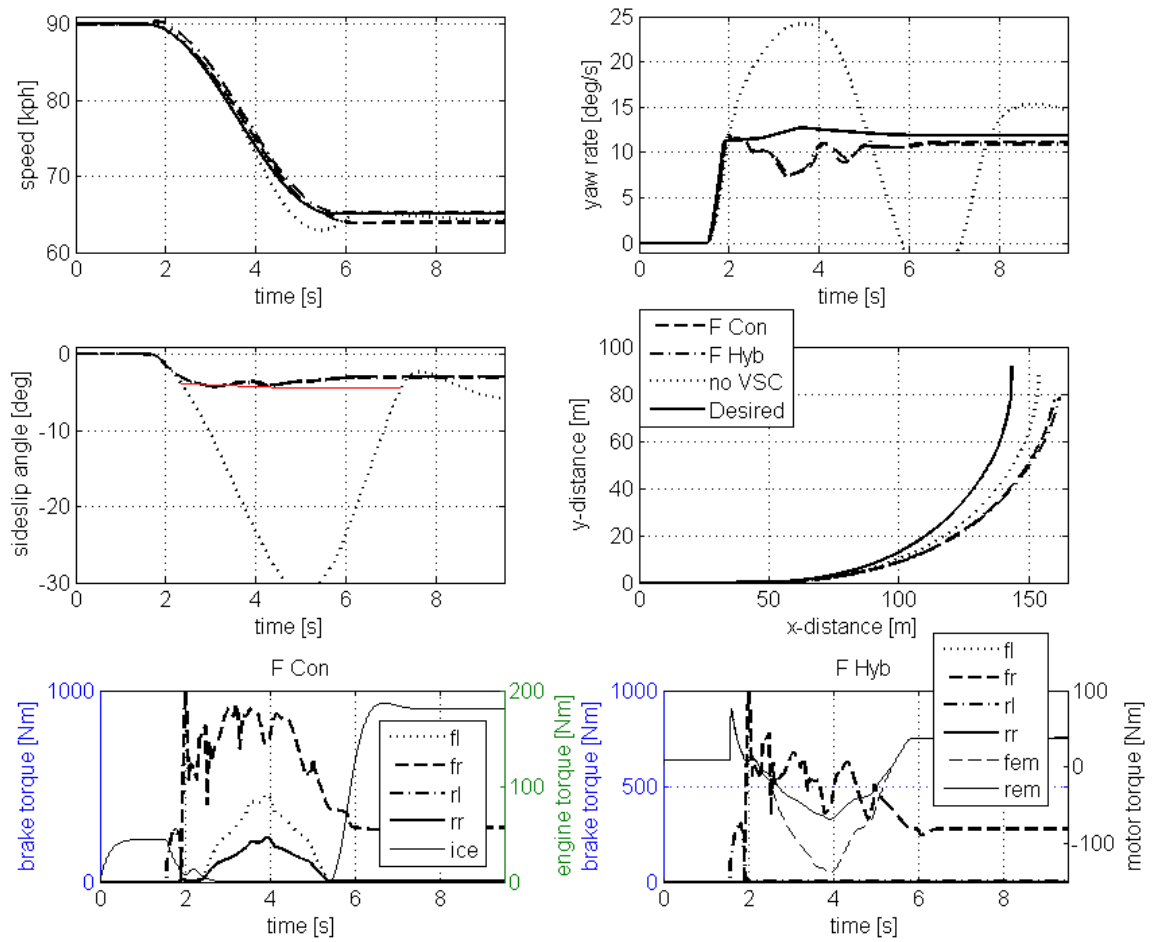 speed [kph]
90
80
70
60
0
2
4
6
8
time [s]
yaw rate [deg/s]
25
20
15
10
5
0
0
2
4
6
8
time [s]
sideslip angle [deg]
0
-10
-20
-30
0
2
4
6
8
time [s]
F Con
F Hyb
no VSC
Desired
y-distance [m]
100
80
60
40
20
0
0
50
100
150
x-distance [m]
F Con
brake torque [Nm]
1000
500
0
engine torque [Nm]
200
100
0
fl
fr
rl
rr
ice
0
2
4
6
8
time [s]
F Hyb
brake torque [Nm]
1000
500
0
motor torque [Nm]
100
0
-100
fl
fr
rl
rr
fem
rem
0
2
4
6
8
time [s]